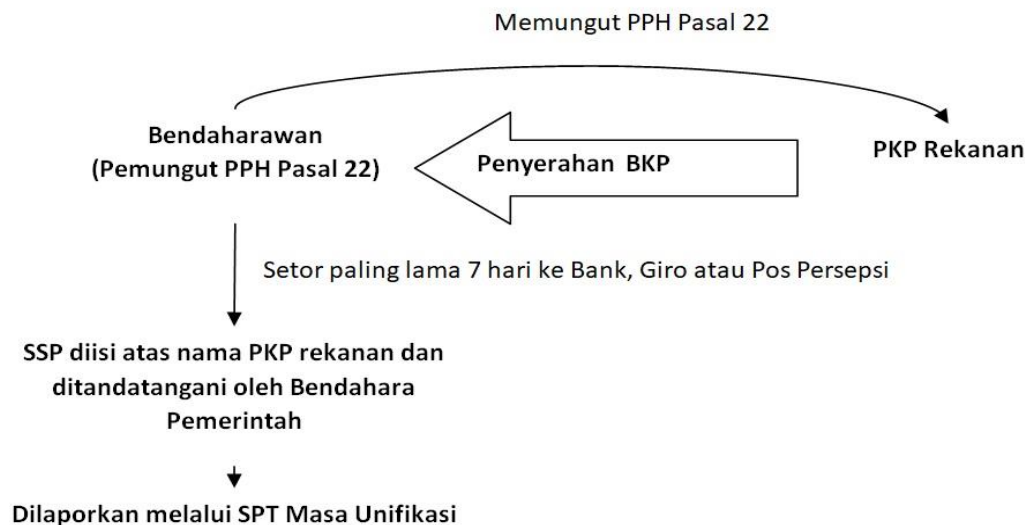 Memungut PPH Pasal 22
Bendaharawan
(Pemungut PPH Pasal 22)
Penyerahan BKP
PKP Rekanan
Setor paling lama 7 hari ke Bank, Giro atau Pos Persepsi
SSP diisi atas nama PKP rekanan dan
ditandatangani oleh Bendahara
Pemerintah
Dilaporkan melalui SPT Masa Unifikasi